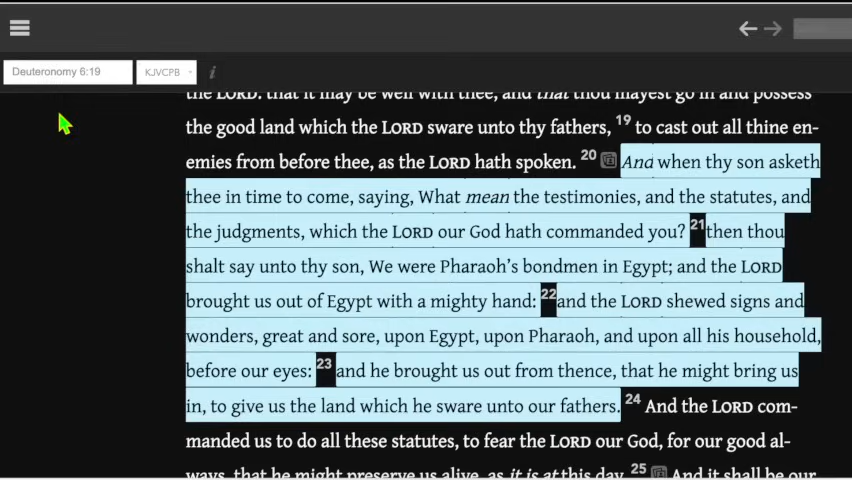 Deuteronomy 6:19 KJVCPB i
the LORD: that it may be well with thee, and that thou mayest go in and possess
the good land which the LORD sware unto thy fathers, 19 to cast out all thine en-
emies from before thee, as the LORD hath spoken. 20 And when thy son asketh
thee in time to come, saying, What mean the testimonies, and the statutes, and
the judgments, which the LORD our God hath commanded you? 21 then thou
shalt say unto thy son, We were Pharaoh’s bondmen in Egypt; and the LORD
brought us out of Egypt with a mighty hand: 22 and the LORD shewed signs and
wonders, great and sore, upon Egypt, upon Pharaoh, and upon all his household,
before our eyes: 23 and he brought us out from thence, that he might bring us
in, to give us the land which he sware unto our fathers. 24 And the LORD com-
manded us to do all these statutes, to fear the LORD our God, for our good al-
ways, that he might preserve us alive, as it is at this day. 25 And it shall be our